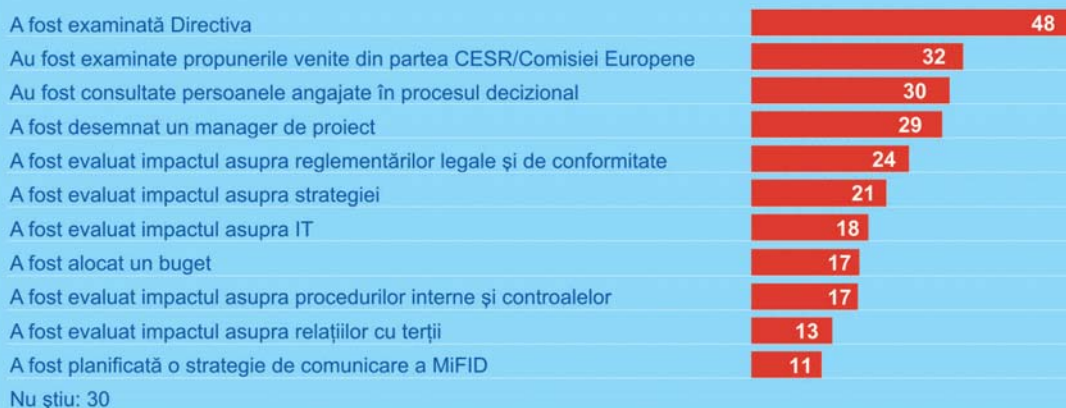 A fost examinată Directiva 48
Au fost examinate propunerile venite din partea CESR/Comisiei Europene 32
Au fost consultate persoanele angajate în procesul decizional 30
A fost desemnat un manager de proiect 29
A fost evaluat impactul asupra reglementărilor legale și de conformitate 24
A fost evaluat impactul asupra strategiei 21
A fost evaluat impactul asupra IT 18
A fost alocat un buget 17
A fost evaluat impactul asupra procedurilor interne și controalelor 17
A fost evaluat impactul asupra relațiilor cu terții 13
A fost planificată o strategie de comunicare a MiFID 11
Nu știu: 30